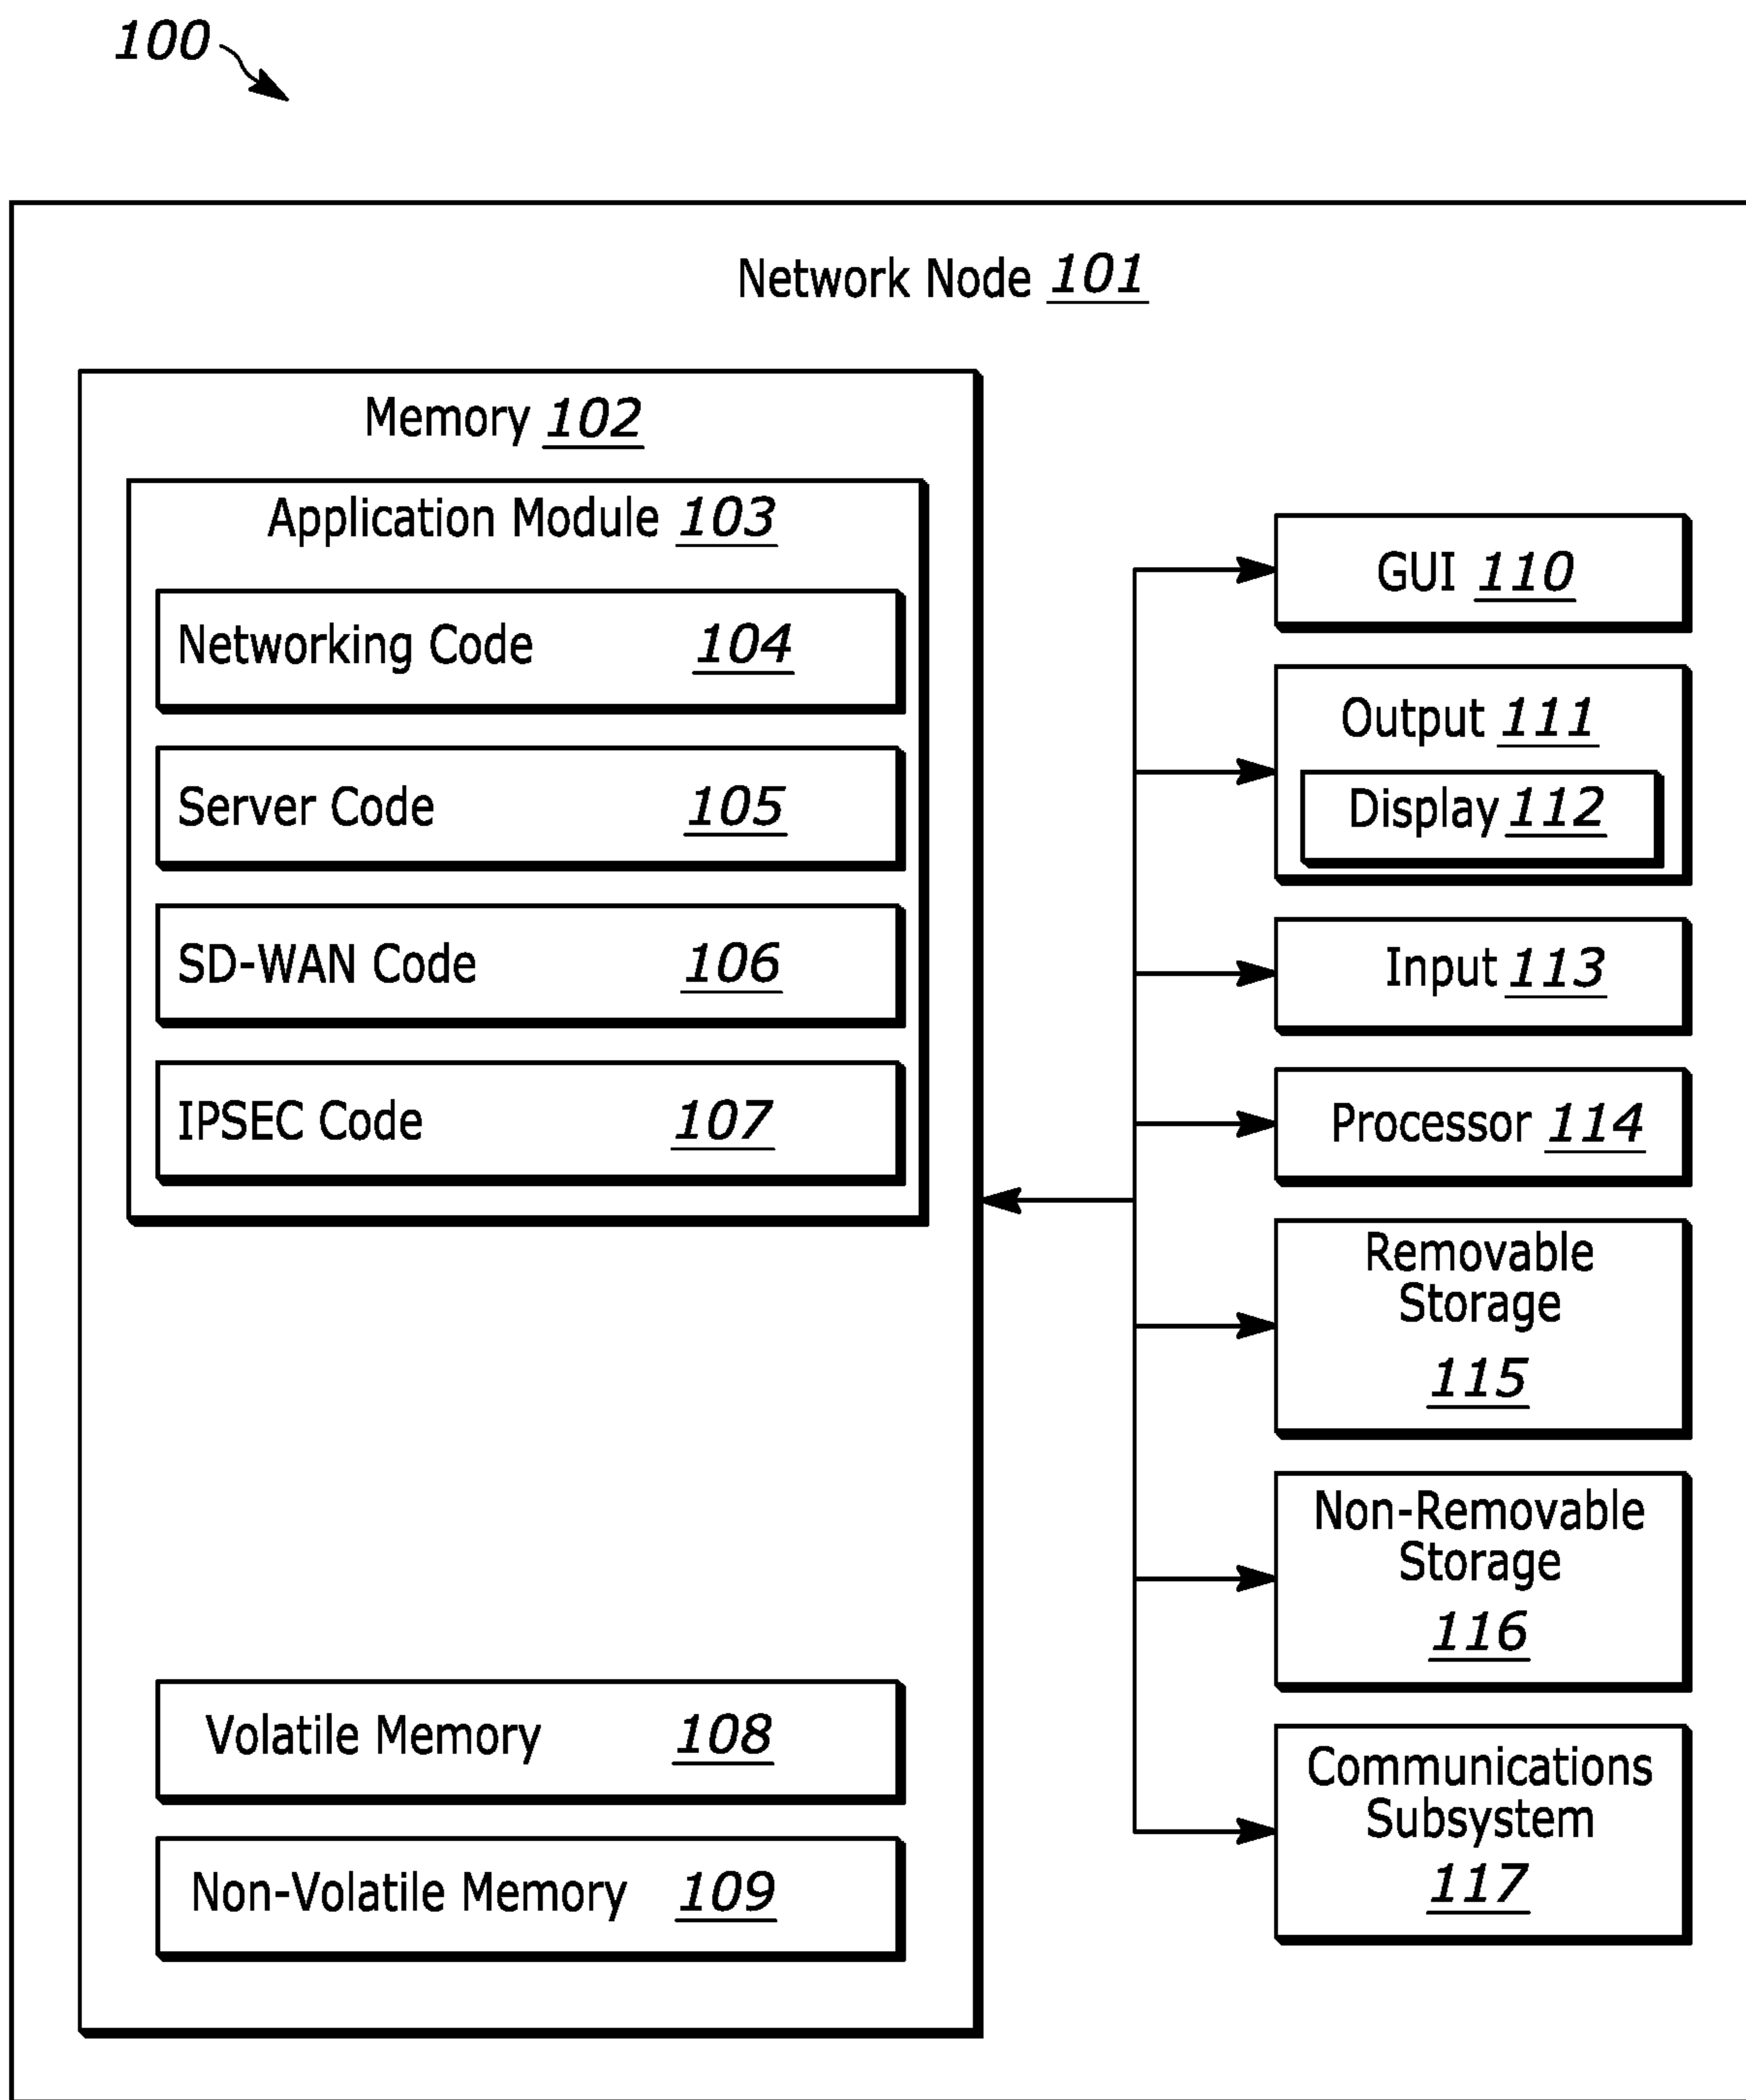 100
Network Node 101
Memory 102
Application Module 103
Networking Code 104
Server Code 105
SD-WAN Code 106
IPSEC Code 107
Volatile Memory 108
Non-Volatile Memory 109
GUI 110
Output 111
Display 112
Input 113
Processor 114
Removable
Storage
115
Non-Removable
Storage
116
Communications
Subsystem
117